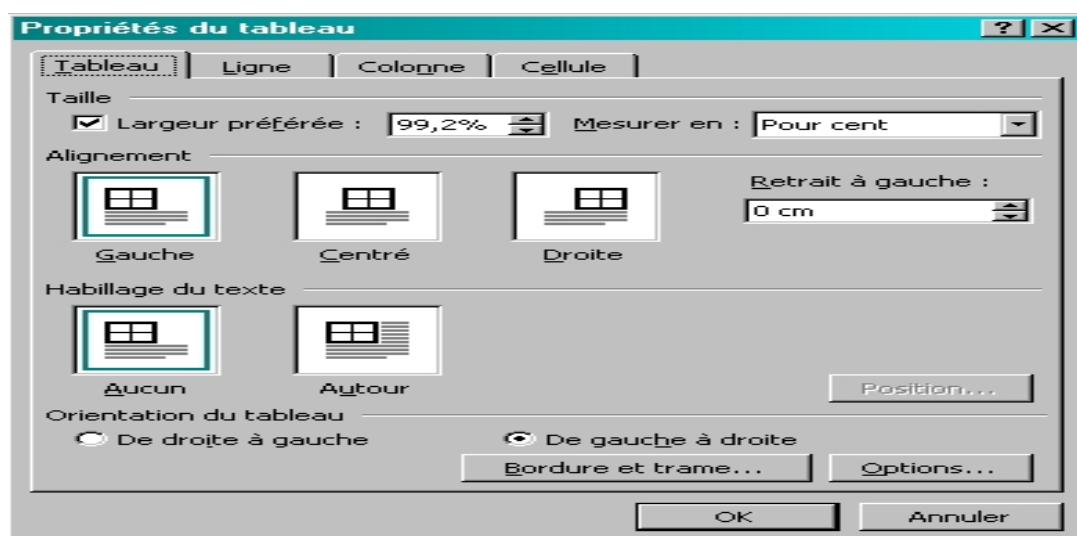 Propriétés du tableau
Tableau Ligne Colonne Cellule
Taille
Largeur préférée : 99,2% Mesurer en : Pour cent
Alignement
Retrait à gauche :
0 cm
Gauche Centré Droite
Habillage du texte
Aucun Autour Position...
Orientation du tableau
De droite à gauche De gauche à droite
Bordure et trame... Options...
OK Annuler